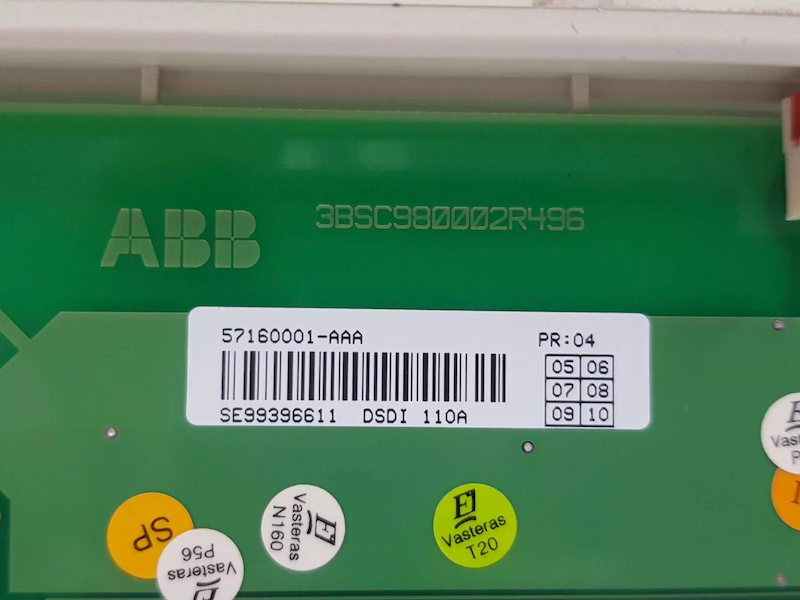 ABB
3BSC980002R496
57160001-AAA
PR:04
05 06
07 08
09 10
SE99396611 DSDI 110A
SP
Vasteras
P56
Vasteras
N160
Vasteras
T20